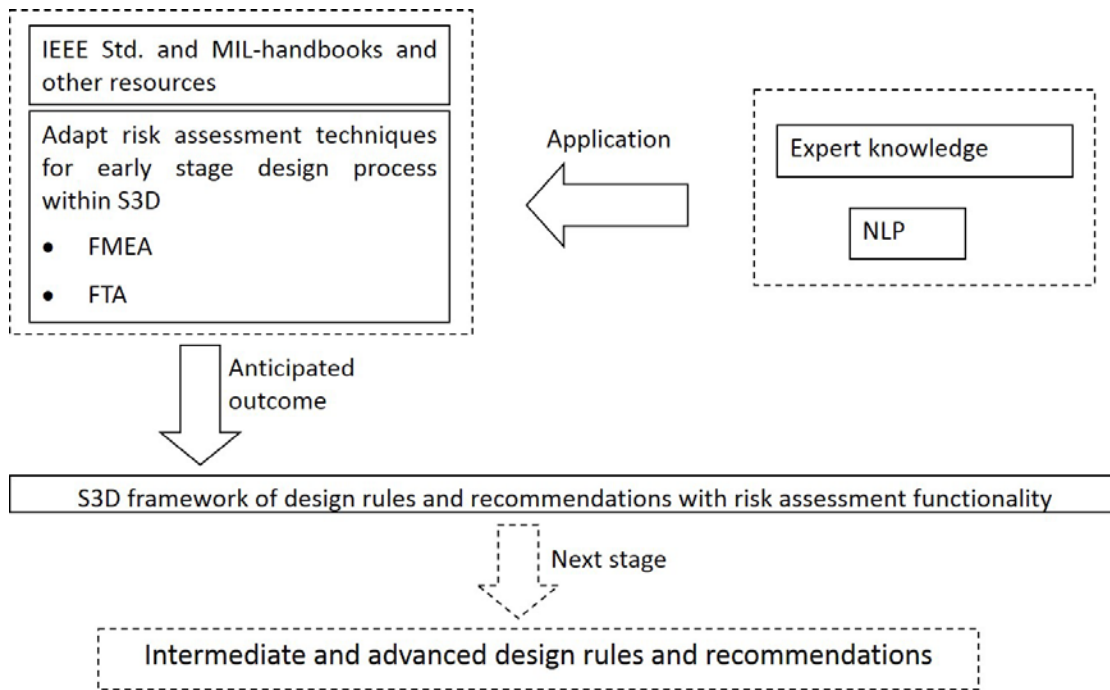 IEEE Std. and MIL-handbooks and
other resources
Adapt risk assessment techniques
for early stage design process
within S3D
• FMEA
• FTA
Application
Expert knowledge
NLP
Anticipated
outcome
S3D framework of design rules and recommendations with risk assessment functionality
Next stage
Intermediate and advanced design rules and recommendations